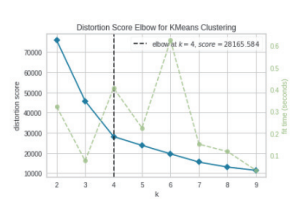 Distortion Score Elbow for KMeans Clustering
elbow at k = 4, score = 28165.584
70000
60000
50000
40000
30000
20000
10000
distortion score
0.6
0.5
0.4
0.3
0.2
0.1
fit time (seconds)
2 3 4 5 6 7 8 9
k